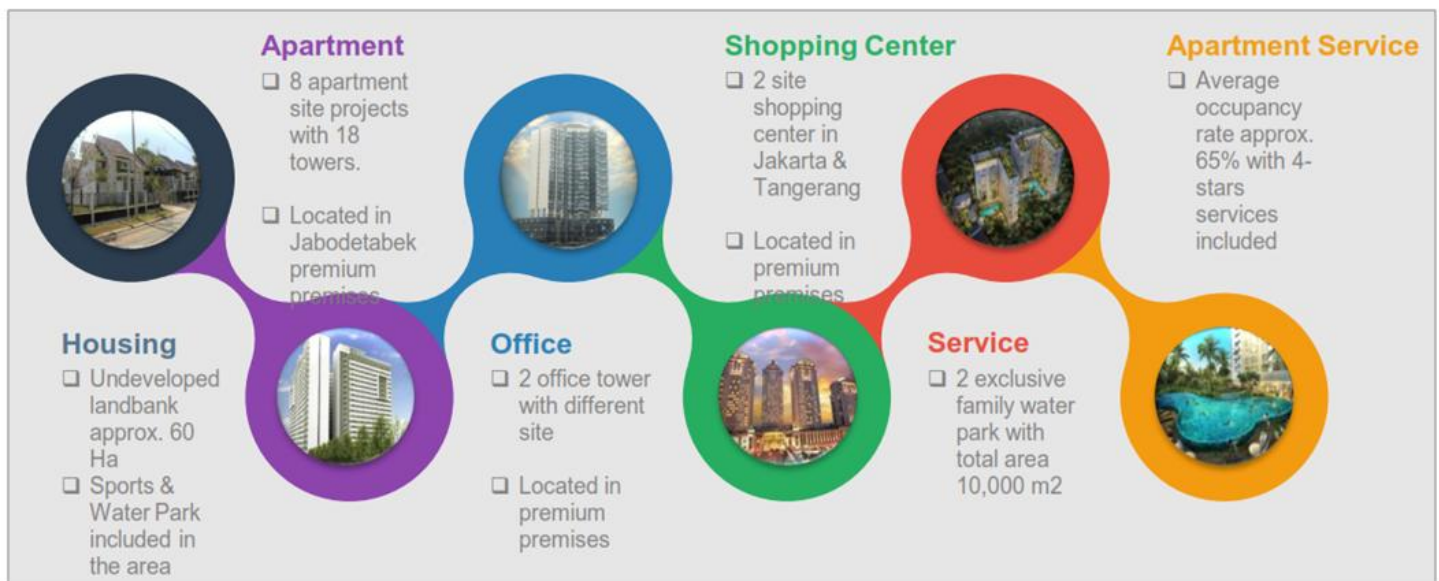 Apartment
8 apartment
site projects
with 18
towers.
Located in
Jabodetabek
premium
premises
Shopping Center
2 site
shopping
center in
Jakarta &
Tangerang
Located in
premium
premises
Apartment Service
Average
occupancy
rate approx.
65% with 4-
stars
services
included
Housing
Undeveloped
landbank
approx. 60
Ha
Sports &
Water Park
included in
the area
Office
2 office tower
with different
site
Located in
premium
premises
Service
2 exclusive
family water
park with
total area
10,000 m2